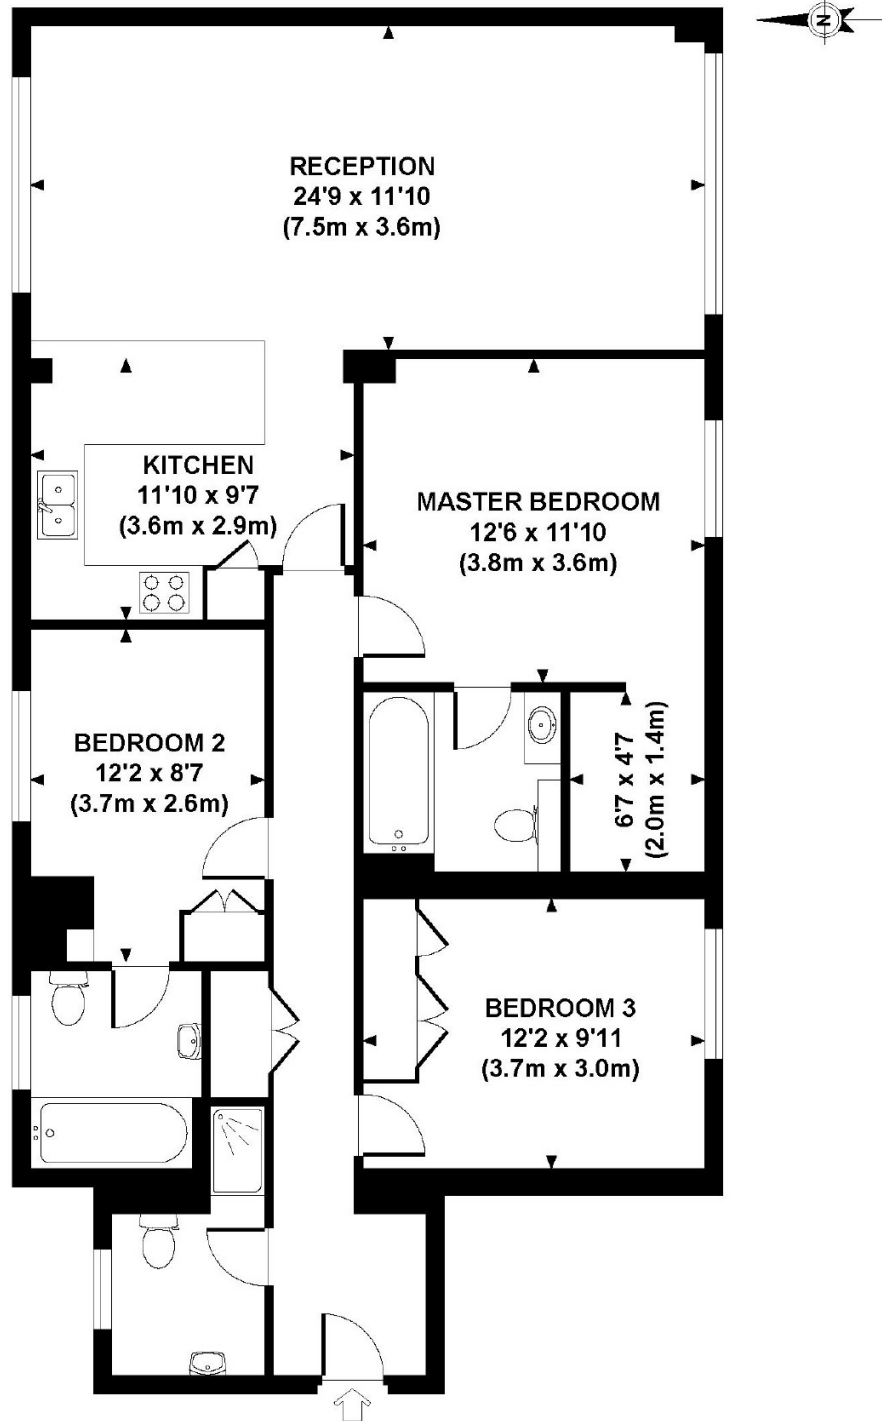 N
RECEPTION
24'9 x 11'10
(7.5m x 3.6m)
KITCHEN
11'10 x 9'7
(3.6m x 2.9m)
MASTER BEDROOM
12'6 x 11'10
(3.8m x 3.6m)
BEDROOM 2
12'2 x 8'7
(3.7m x 2.6m)
6'7 x 4'7
(2.0m x 1.4m)
BEDROOM 3
12'2 x 9'11
(3.7m x 3.0m)